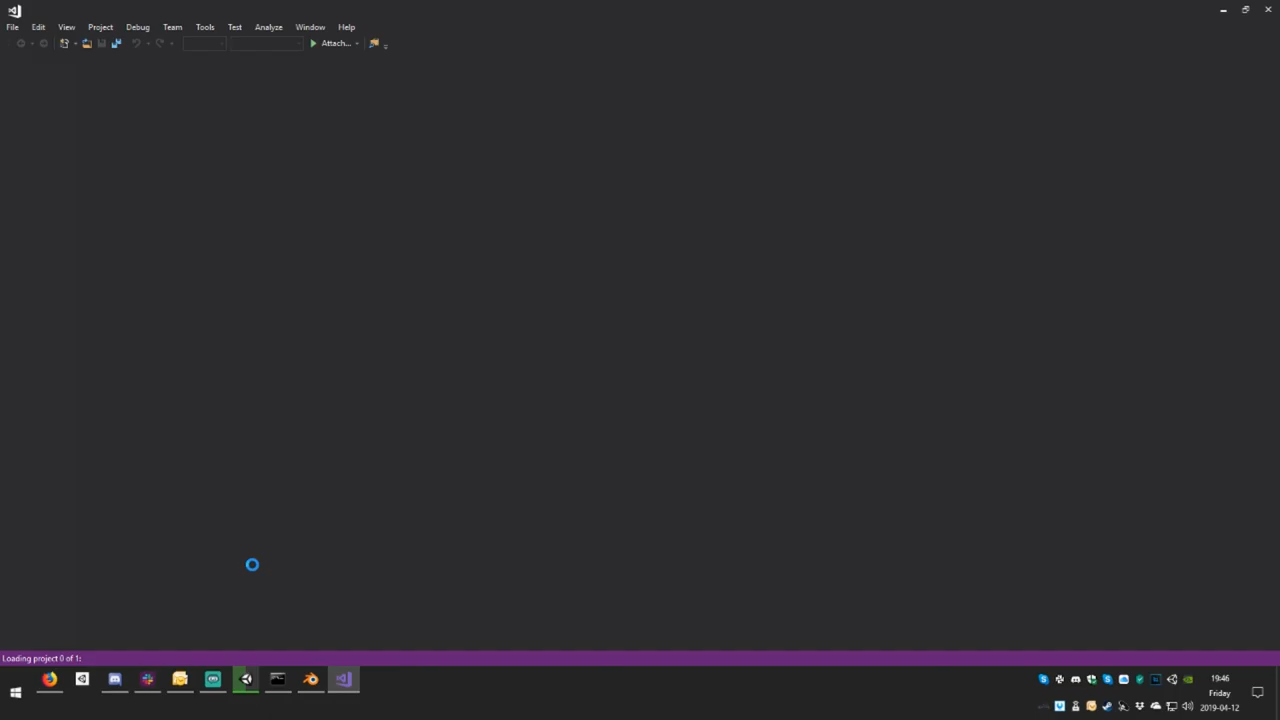 File Edit View Project Debug Team Tools Test Analyze Window Help
Attach...
Loading project 0 of 1:
19:46
Friday
2019-04-12